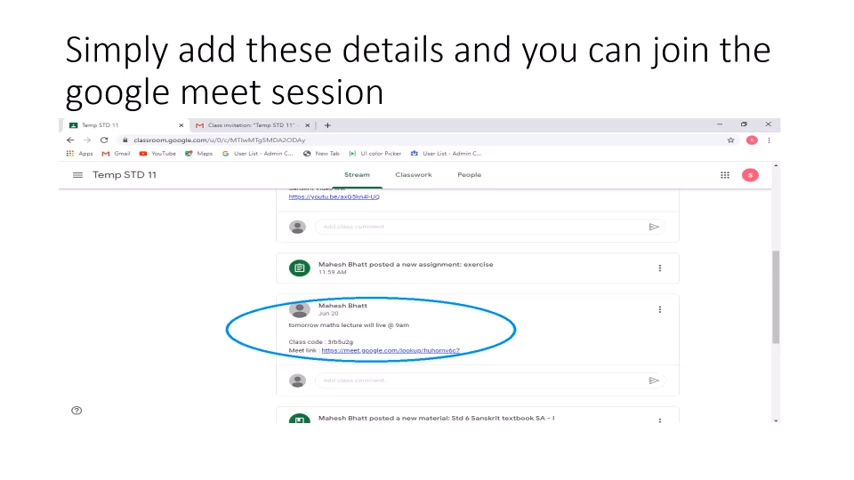 Simply add these details and you can join the
google meet session
Temp STD 11
Class invitation: "Temp STD 11" -
classroom.google.com/u/0/c/MTIwMTg5MDA2ODAy
Apps
Gmail
YouTube
Maps
User List - Admin C...
New Tab
UI color Picker
User List - Admin C...
Temp STD 11
Stream
Classwork
People
https://youtu.be/axG5kn4l-UQ
Add class comment
Mahesh Bhatt posted a new assignment: exercise
11:59 AM
Mahesh Bhatt
Jun 20
tomorrow maths lecture will live @ 9am
Class code : 3rb5u2g
Meet link : https://meet.google.com/lookup/huhomv6c7
Add class comment...
Mahesh Bhatt posted a new material: Std 6 Sanskrit textbook SA - I